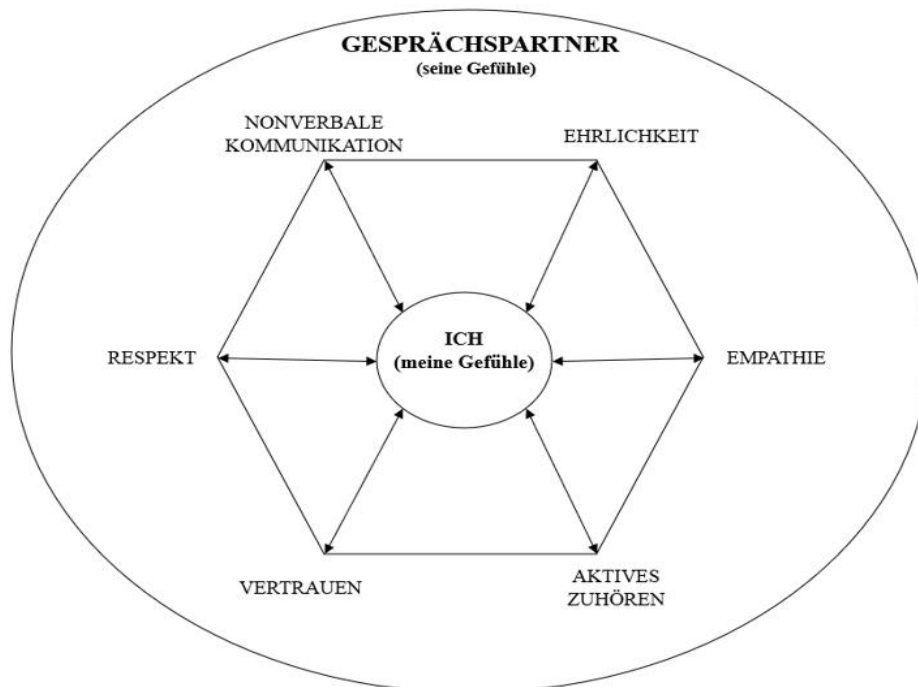 GESPRÄCHSPARTNER
(seine Gefühle)
NONVERBALE
KOMMUNIKATION
EHRLICHKEIT
RESPEKT
ICH
(meine Gefühle)
EMPATHIE
VERTRAUEN
AKTIVES
ZUHÖREN